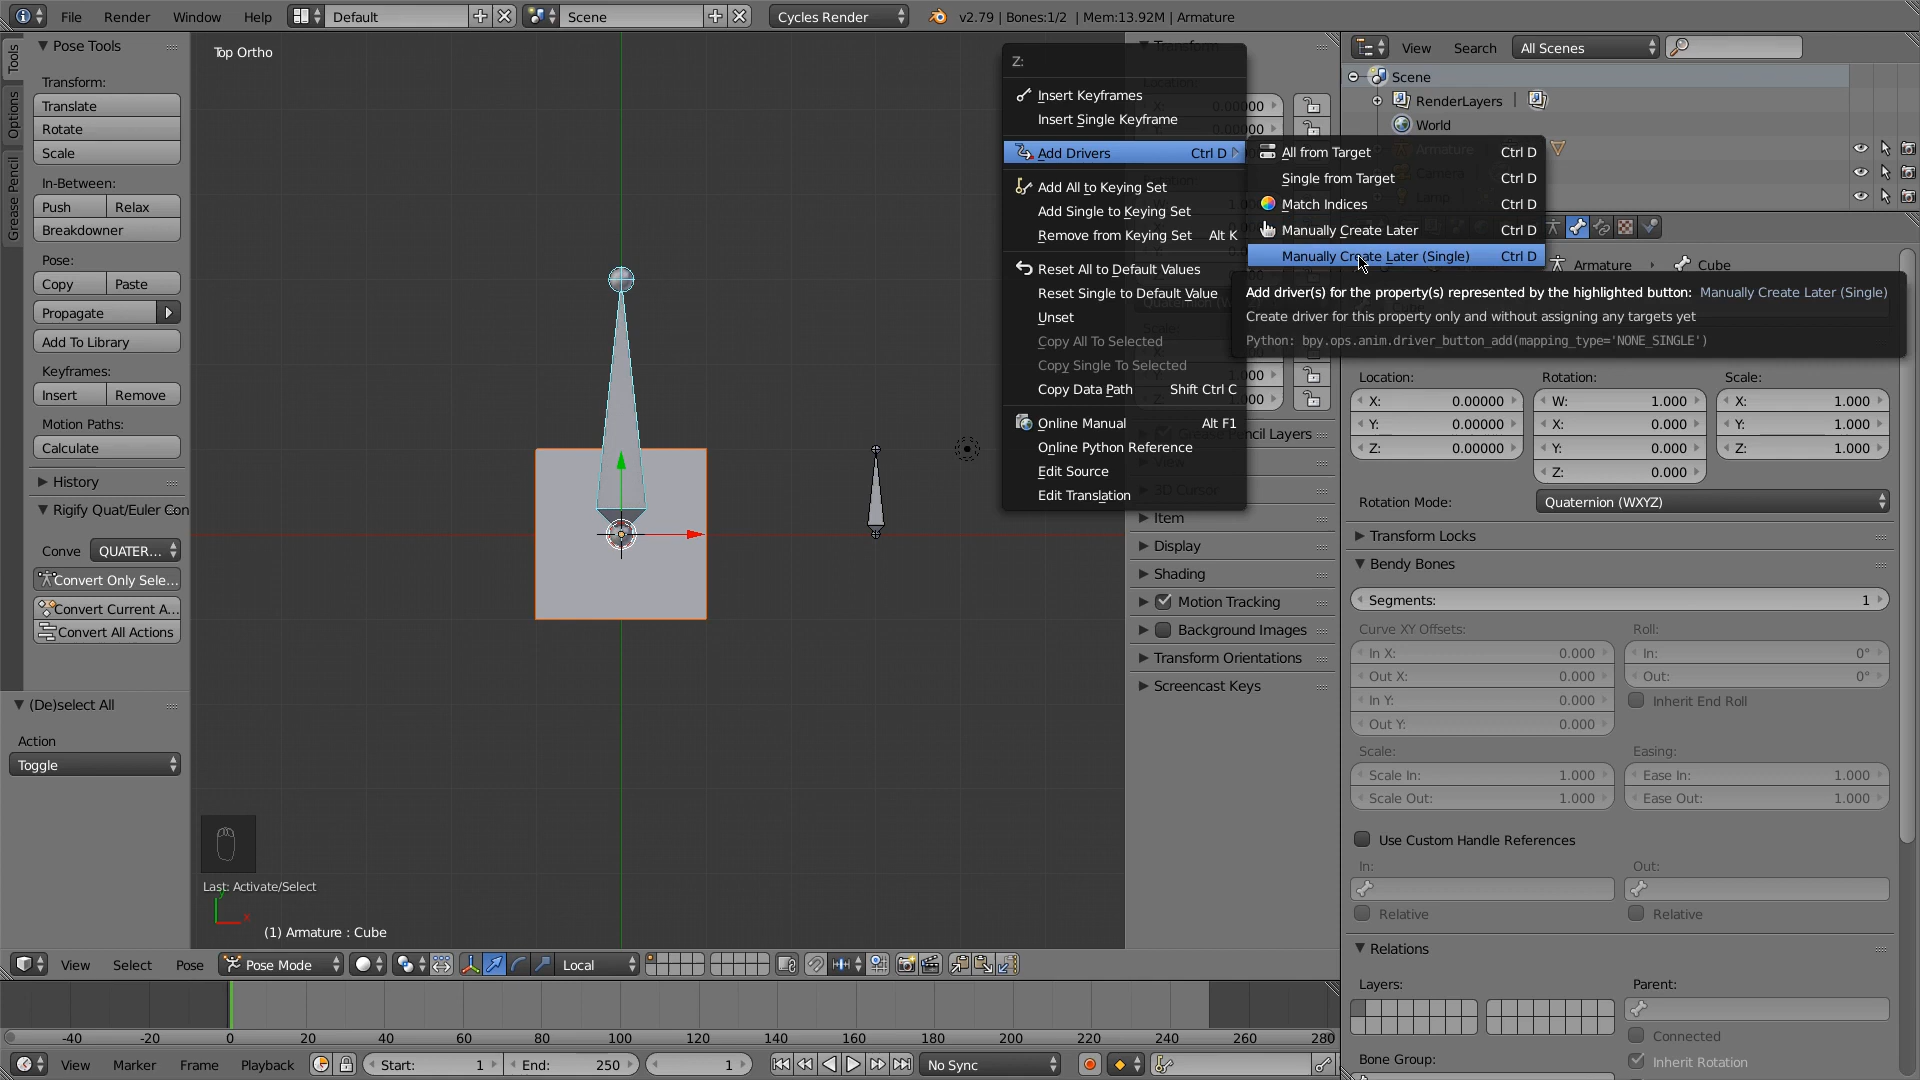 File Render Window Help Default Scene Cycles Render v2.79 | Bones:1/2 | Mem:13.92M | Armature
Tools
Options
Grease Pencil
Pose Tools
Transform:
Translate
Rotate
Scale
In-Between:
Push Relax
Breakdowner
Pose:
Copy Paste
Propagate
Add To Library
Keyframes:
Insert Remove
Motion Paths:
Calculate
History
Rigify Quat/Euler Con
Conve QUATER...
Convert Only Sele...
Convert Current A...
Convert All Actions
(De)select All
Action
Toggle
Top Ortho
Last: Activate/Select
y
x
(1) Armature : Cube
Transform
Location:
X: 0.00000
Y: 0.00000
Z:
Insert Keyframes
Insert Single Keyframe
Add Drivers Ctrl D
Add All to Keying Set
Add Single to Keying Set
Remove from Keying Set Alt K
Reset All to Default Values
Reset Single to Default Value
Unset
Copy All To Selected
Copy Single To Selected
Copy Data Path Shift Ctrl C
Online Manual Alt F1
Online Python Reference
Edit Source
Edit Translation
All from Target Ctrl D
Single from Target Ctrl D
Match Indices Ctrl D
Manually Create Later Ctrl D
Manually Create Later (Single) Ctrl D
Add driver(s) for the property(s) represented by the highlighted button: Manually Create Later (Single)
Create driver for this property only and without assigning any targets yet
Python: bpy.ops.anim.driver_button_add(mapping_type='NONE_SINGLE')
Scale:
Y: 1.000
Z: 1.000
Grease Pencil Layers
View
3D Cursor
Item
Display
Shading
Motion Tracking
Background Images
Transform Orientations
Screencast Keys
View Search All Scenes
Scene
RenderLayers |
World
Armature
Camera
Lamp
Armature Cube
Location: Rotation: Scale:
X: 0.00000 W: 1.000 X: 1.000
Y: 0.00000 X: 0.000 Y: 1.000
Z: 0.00000 Y: 0.000 Z: 1.000
Z: 0.000
Rotation Mode: Quaternion (WXYZ)
Transform Locks
Bendy Bones
Segments: 1
Curve XY Offsets: Roll:
In X: 0.000 In: 0°
Out X: 0.000 Out: 0°
In Y: 0.000 Inherit End Roll
Out Y: 0.000
Scale: Easing:
Scale In: 1.000 Ease In: 1.000
Scale Out: 1.000 Ease Out: 1.000
Use Custom Handle References
In: Out:
Relative Relative
Relations
Layers: Parent:
Connected
Bone Group: Inherit Rotation
View Select Pose Pose Mode Local
-40 -20 0 20 40 60 80 100 120 140 160 180 200 220 240 260 280
View Marker Frame Playback Start: 1 End: 250 1 No Sync